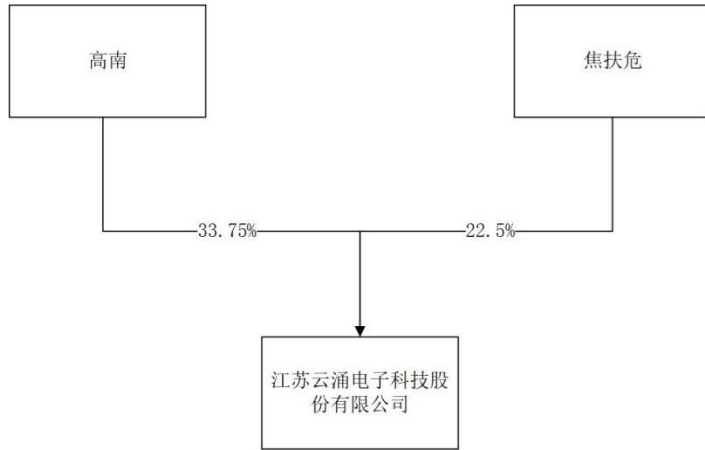 高南
焦扶危
33.75%
22.5%
江苏云涌电子科技股
份有限公司